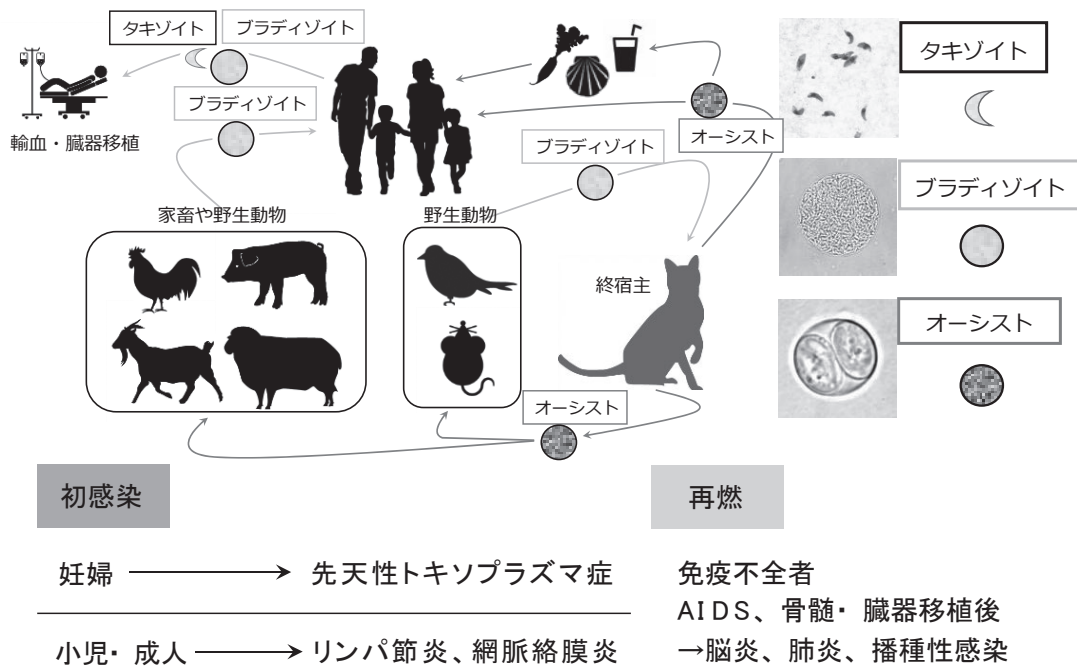 タキゾイト
ブラディゾイト
ブラディゾイト
輸血・臓器移植
オーシスト
ブラディゾイト
家畜や野生動物
野生動物
終宿主
オーシスト
タキゾイト
ブラディゾイト
オーシスト
初感染
妊婦 → 先天性トキソプラズマ症
小児・成人 → リンパ節炎、網脈絡膜炎
再燃
免疫不全者
AIDS、骨髄・臓器移植後
→脳炎、肺炎、播種性感染